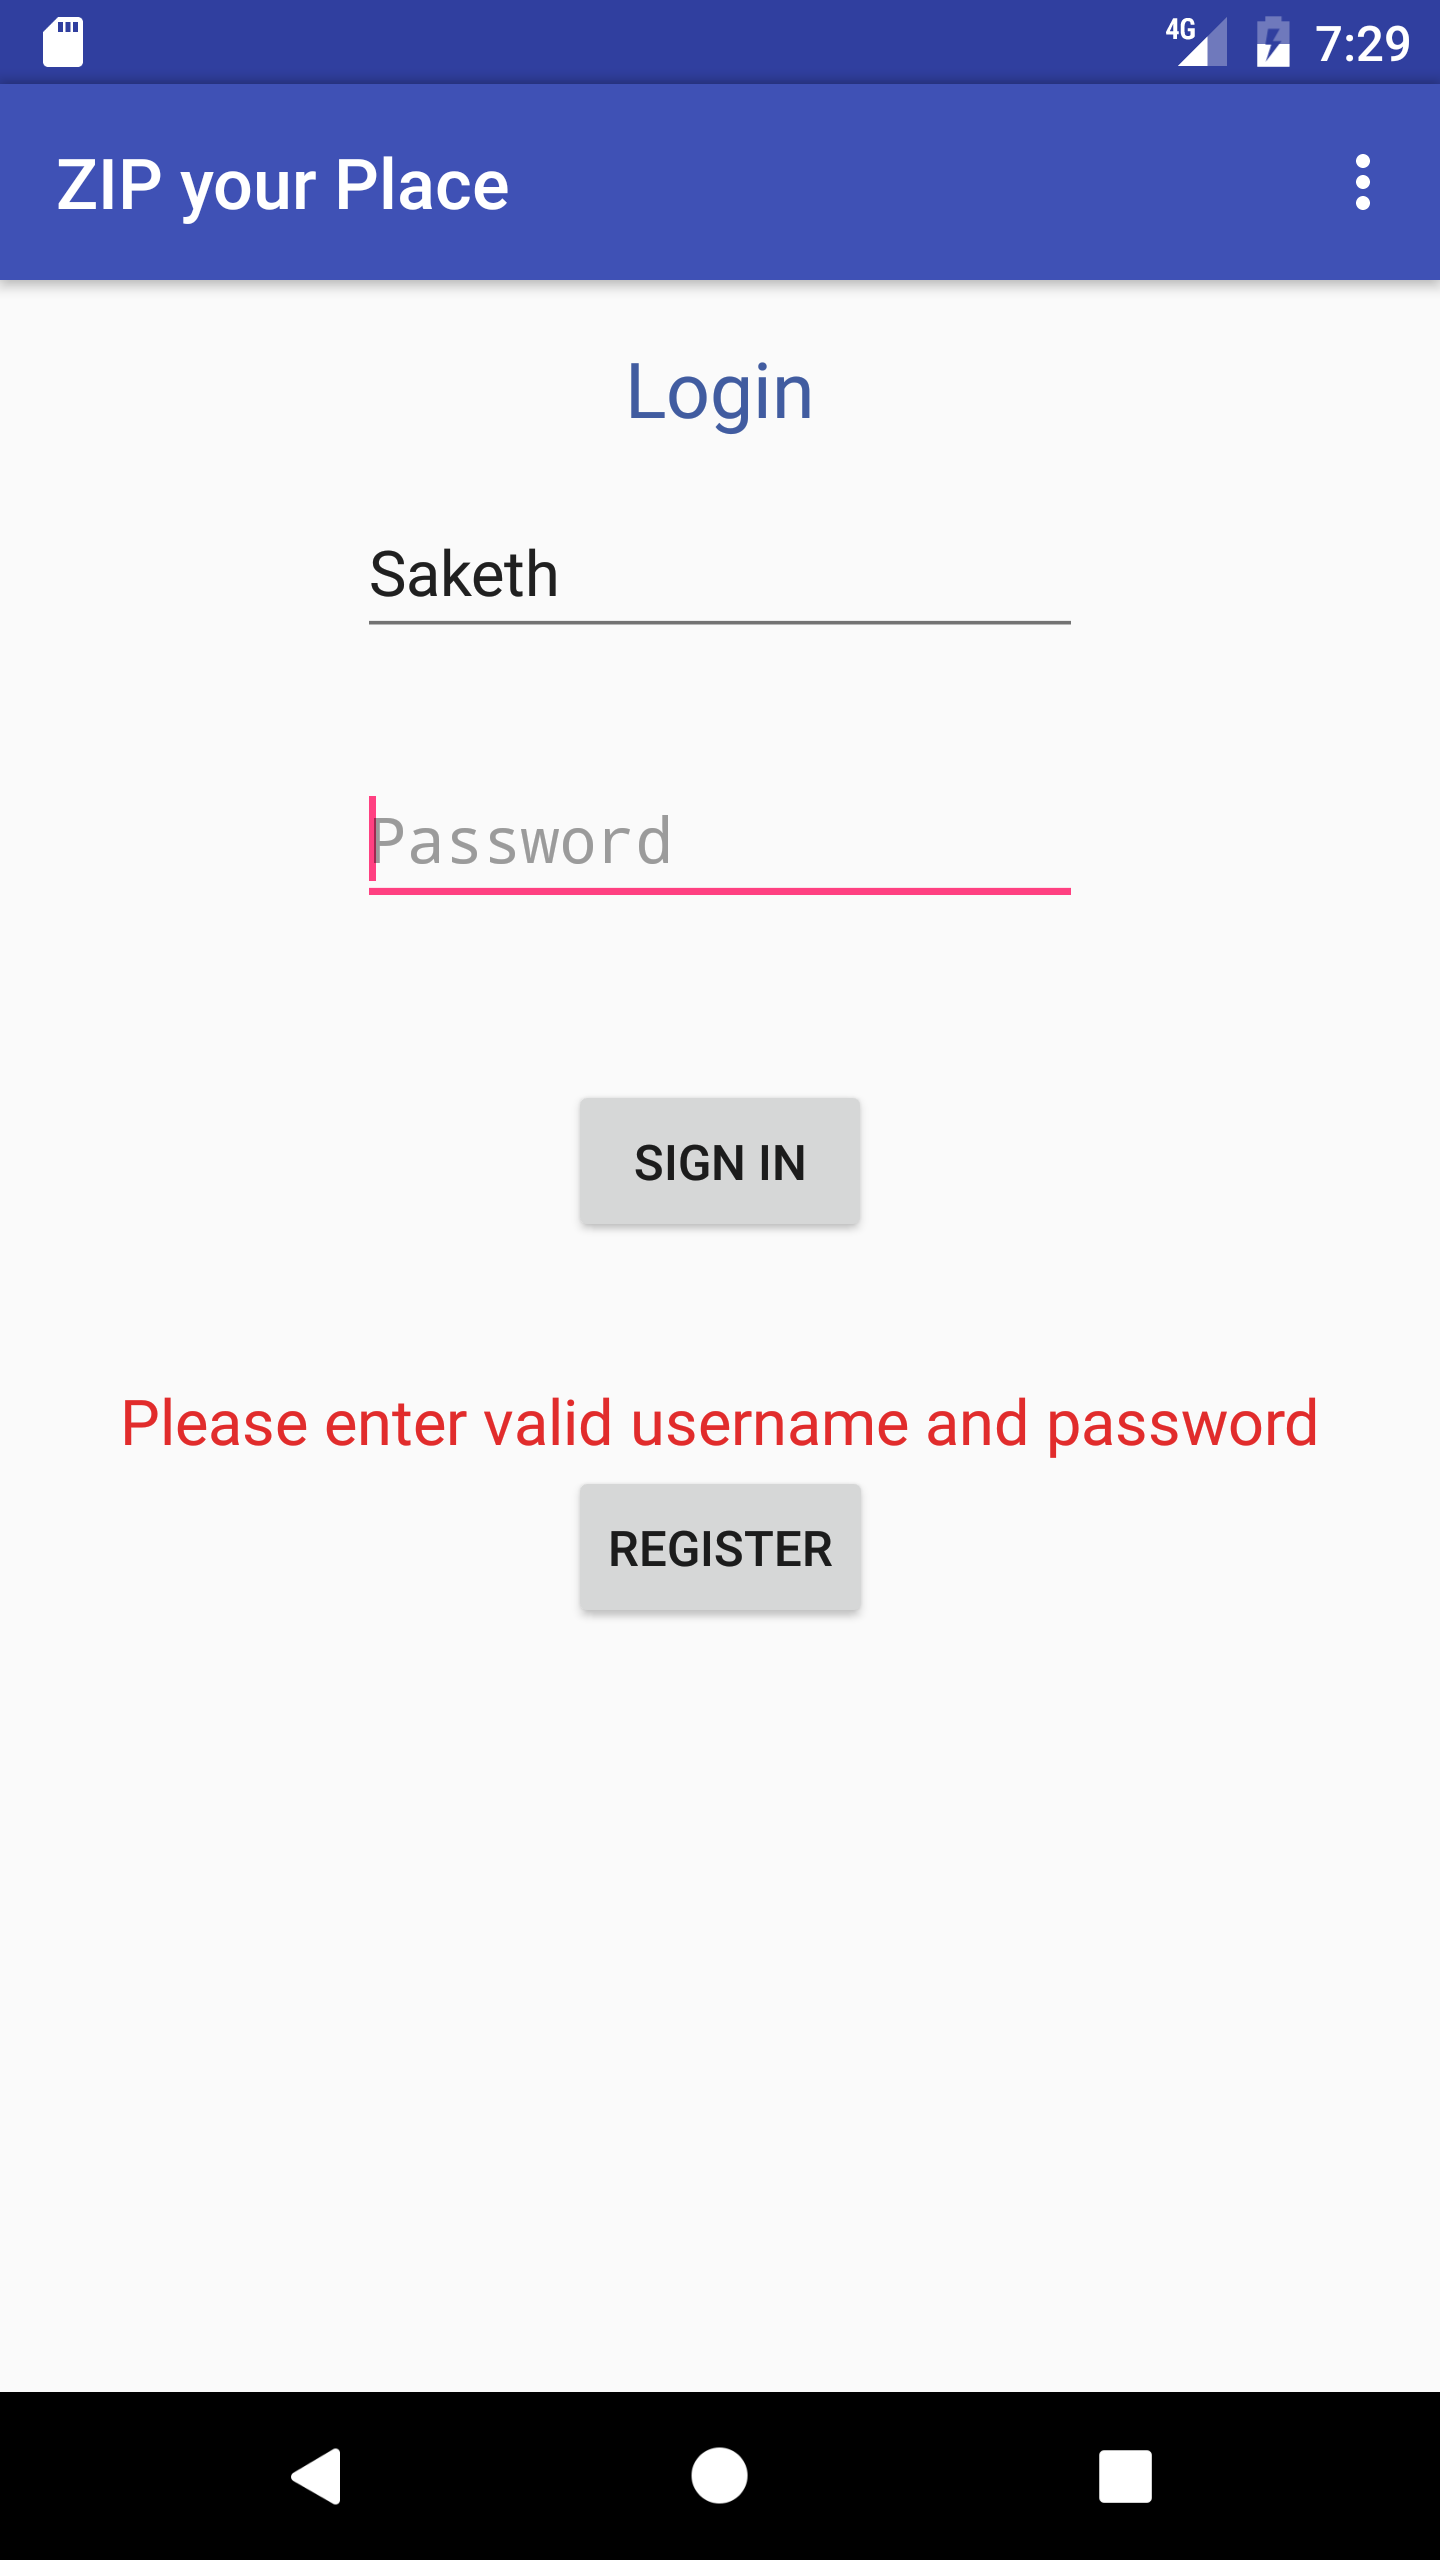 4G 7:29
ZIP your Place
Login
Saketh
Password
SIGN IN
Please enter valid username and password
REGISTER